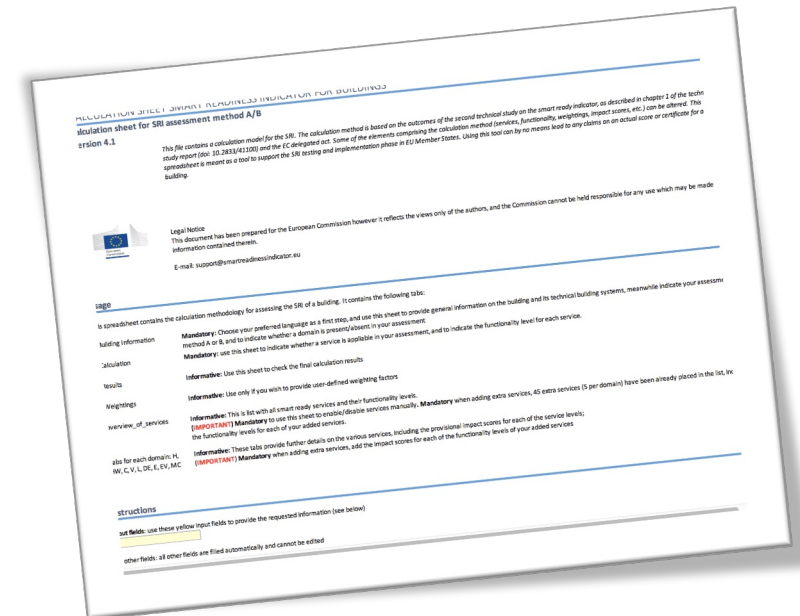 ALCULATION SHEET SMART READINESS INDICATOR FOR BUILDINGS
alculation sheet for SRI assessment method A/B
ersion 4.1
This file contains a calculation model for the SRI. The calculation method is based on the outcomes of the second technical study on the smart ready indicator, as described in chapter 1 of the techn
study report (doi: 10.2833/41100) and the EC delegated act. Some of the elements comprising the calculation method (services, functionality, weightings, impact scores, etc.) can be altered. This
spreadsheet is meant as a tool to support the SRI testing and implementation phase in EU Member States. Using this tool can by no means lead to any claims on an actual score or certificate for a
building.
Legal Notice
This document has been prepared for the European Commission however it reflects the views only of the authors, and the Commission cannot be held responsible for any use which may be made
information contained therein.
E-mail: support@smartreadinessindicator.eu
sage
is spreadsheet contains the calculation methodology for assessing the SRI of a building. It contains the following tabs:
uilding Information
Mandatory: Choose your preferred language as a first step, and use this sheet to provide general information on the building and its technical building systems, meanwhile indicate your assessme
method A or B, and to indicate whether a domain is present/absent in your assessment
alculation
Mandatory: use this sheet to indicate whether a service is appliable in your assessment, and to indicate the functionality level for each service.
esults
Informative: Use this sheet to check the final calculation results
Weightings
Informative: Use only if you wish to provide user-defined weighting factors
verview_of_services
Informative: This is list with all smart ready services and their functionality levels.
(IMPORTANT) Mandatory to use this sheet to enable/disable services manually. Mandatory when adding extra services, 45 extra services (5 per domain) have been already placed in the list, in
the functionality levels for each of your added services.
abs for each domain: H,
W, C, V, L, DE, E, EV, MC
Informative: These tabs provide further details on the various services, including the provisional impact scores for each of the service levels;
(IMPORTANT) Mandatory when adding extra services, add the impact scores for each of the functionality levels of your added services
structions
out fields: use these yellow input fields to provide the requested information (see below)
other fields: all other fields are filled automatically and cannot be edited